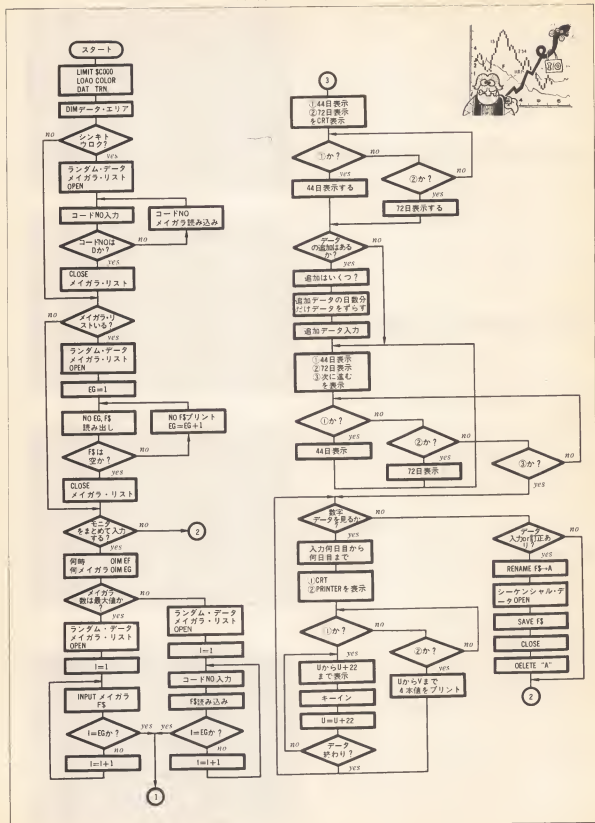 スタート
LIMIT $C000
LOAD COLOR
DAT TRN
DIMデータ・エリア
シンキト
ウロク?
no
yes
ランダム・データ
メイガラ・リスト
OPEN
コードNO入力
コードNO
メイガラ読み込み
コードNOは
0か?
no
yes
CLOSE
メイガラ・リスト
メイガラ・リ
ストいる?
no
yes
ランダム・データ
メイガラ・リスト
OPEN
EG=1
NO EG, F$
読み出し
NO F$プリント
EG=EG+1
F$は
空か?
no
yes
CLOSE
メイガラ・リスト
モニタ
をまとめて入力
する?
no
②
yes
何時 DIM EF
何メイガラ DIM EG
メイガラ
数は最大値か
?
no
yes
ランダム・データ
メイガラ・リスト
OPEN
I=1
INPUT メイガラ
F$
I=EGか?
yes
no
I=I+1
ランダム・データ
メイガラ・リスト
OPEN
I=1
コードNO入力
F$読み込み
I=EGか?
yes
no
I=I+1
①
③
①44日表示
②72日表示
をCRT表示
①か?
no
yes
44日表示する
②か?
no
yes
72日表示する
データ
の追加はある
か?
no
yes
追加はいくつ?
追加データの日数分
だけデータをずらす
追加データ入力
①44日表示
②72日表示
③次に進む
を表示
①か?
no
yes
44日表示
②か?
no
yes
72日表示
③か?
no
yes
数字
データを見るか
?
no
yes
入力何日目から
何日目まで
①CRT
②PRINTERを表示
①か?
no
yes
UからU+22
まで表示
キーイン
U=U+22
データ
終わり?
no
yes
②か?
no
yes
UからVまで
4本値をプリント
データ
入力or訂正あ
り?
no
yes
RENAME F$→A
シーケンシャル・デ
ータOPEN
SAVE F$
CLOSE
DELETE "A"
②